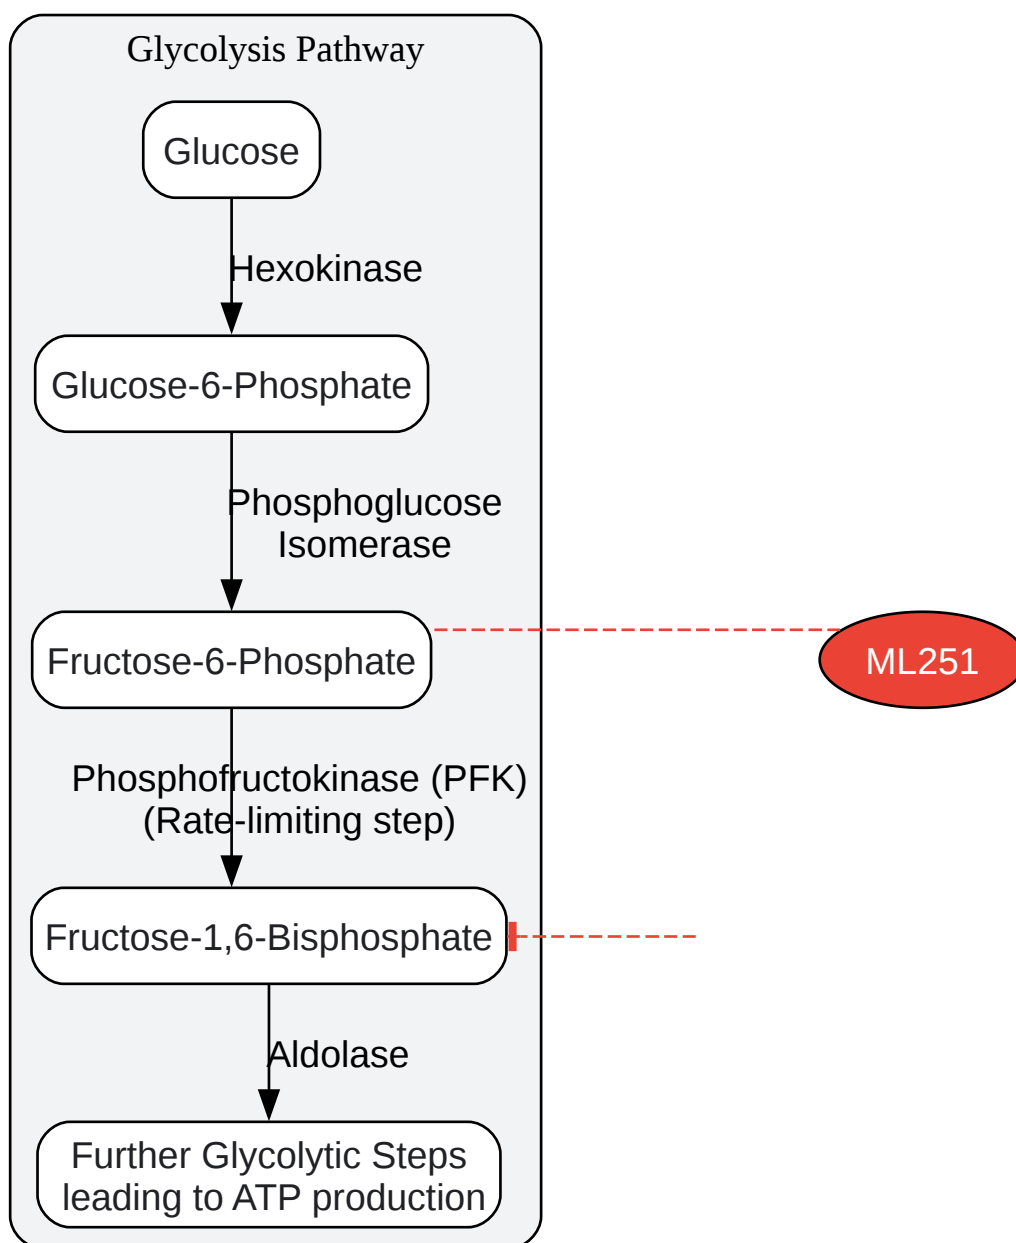 Glycolysis Pathway
Glucose
Hexokinase
Glucose-6-Phosphate
Phosphoglucose
Isomerase
Fructose-6-Phosphate
ML251
Phosphofructokinase (PFK)
(Rate-limiting step)
Fructose-1,6-Bisphosphate
Aldolase
Further Glycolytic Steps
leading to ATP production